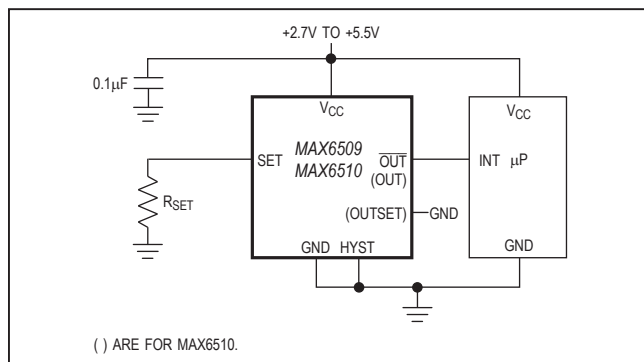 +2.7V TO +5.5V
0.1μF
VCC
VCC
SET
MAX6509
MAX6510
OUT
(OUT)
INT μP
RSET
(OUTSET)
GND
GND HYST
GND
( ) ARE FOR MAX6510.